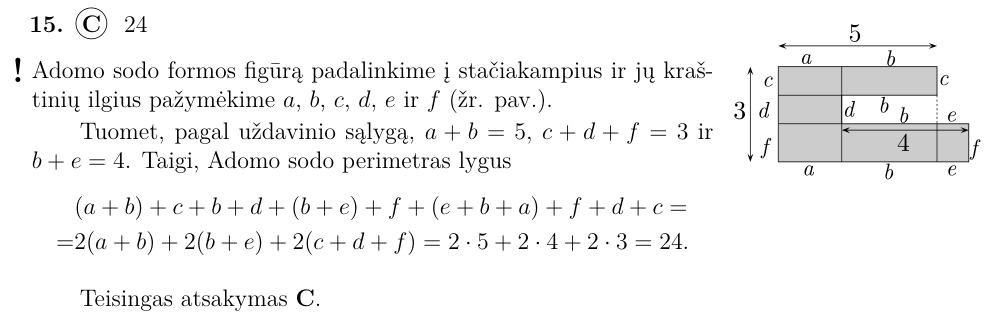 15. C 24
! Adomo sodo formos figūrą padalinkime į stačiakampius ir jų kraš-
tinių ilgius pažymėkime a, b, c, d, e ir f (žr. pav.).
Tuomet, pagal uždavinio sąlygą, a + b = 5, c + d + f = 3 ir
b + e = 4. Taigi, Adomo sodo perimetras lygus
(a + b) + c + b + d + (b + e) + f + (e + b + a) + f + d + c =
=2(a + b) + 2(b + e) + 2(c + d + f) = 2 · 5 + 2 · 4 + 2 · 3 = 24.
Teisingas atsakymas C.
5
a b
c c
3 d d b b e
f 4 f
a b e